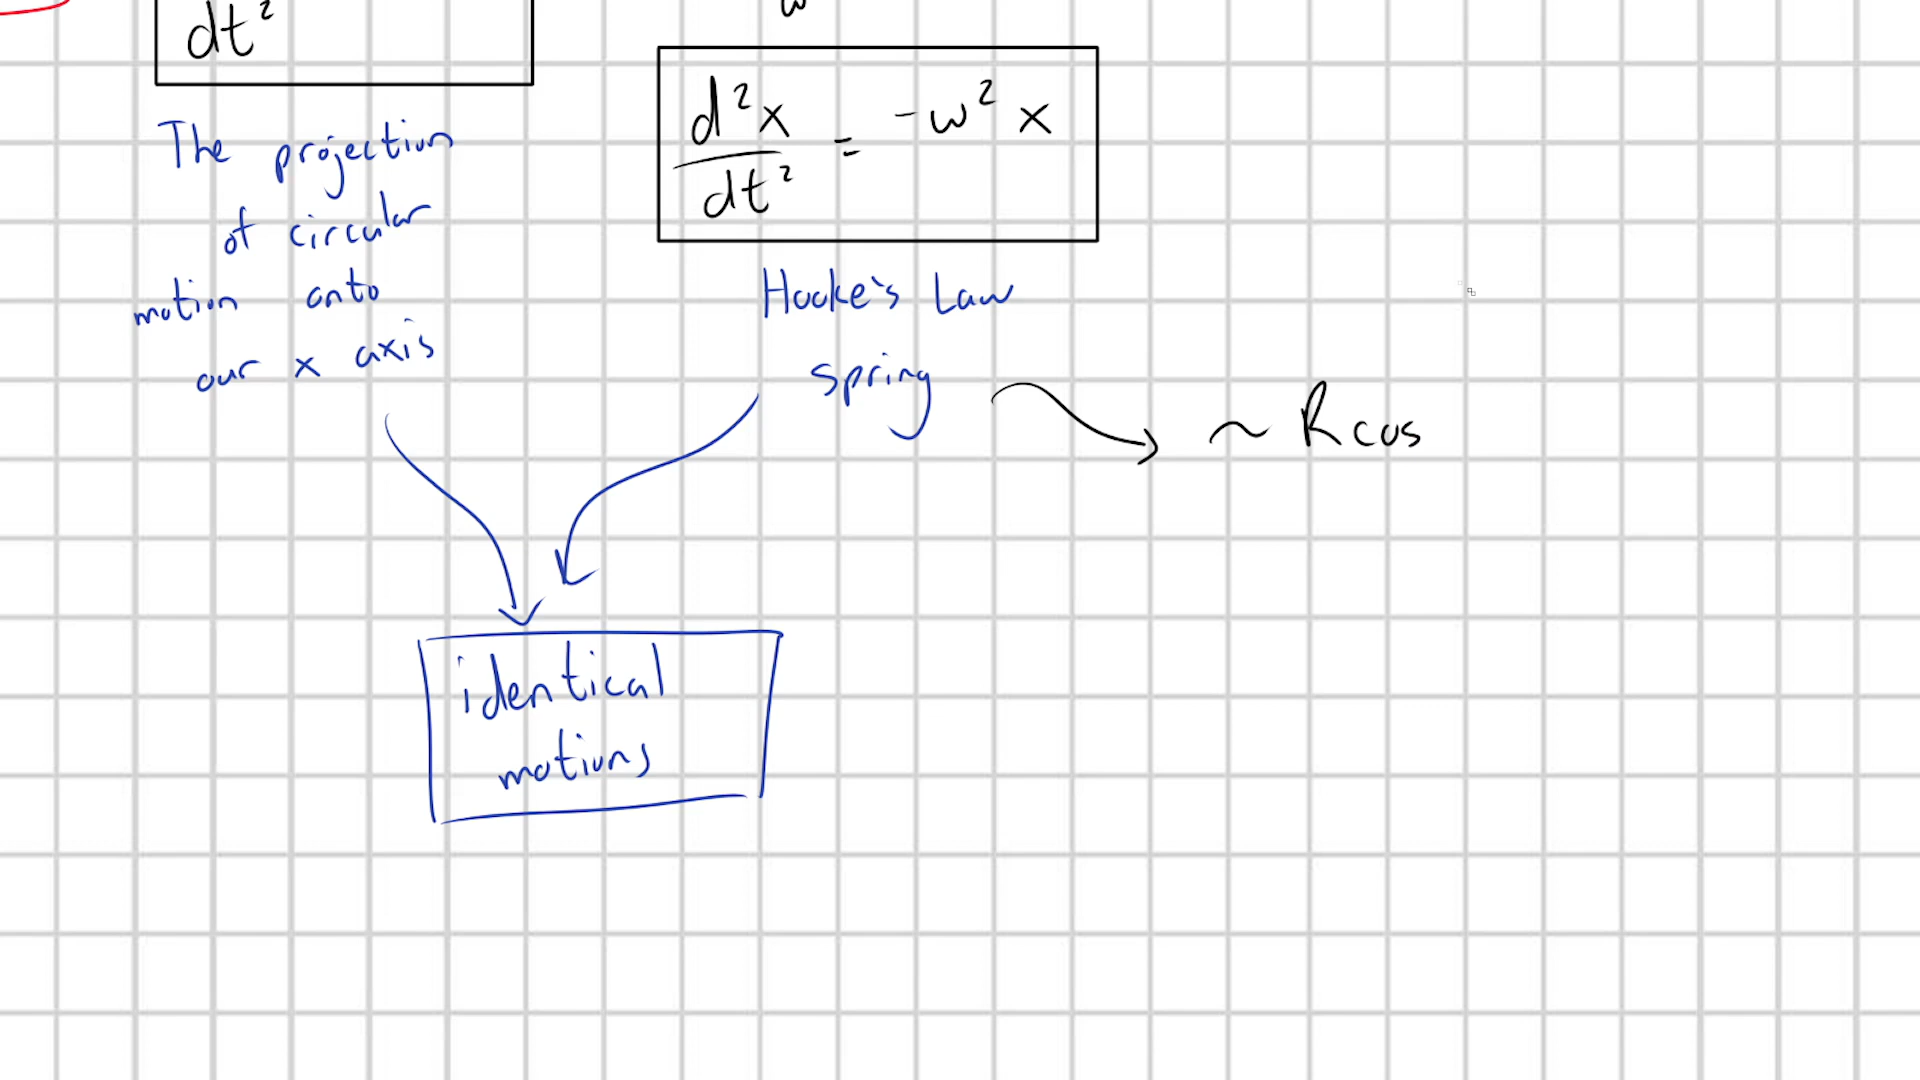 dt²
w
d²x
dt²
= -w² x
The projection
of circular
motion onto
our x axis
Hooke's Law
spring
~ Rcos
identical
motions